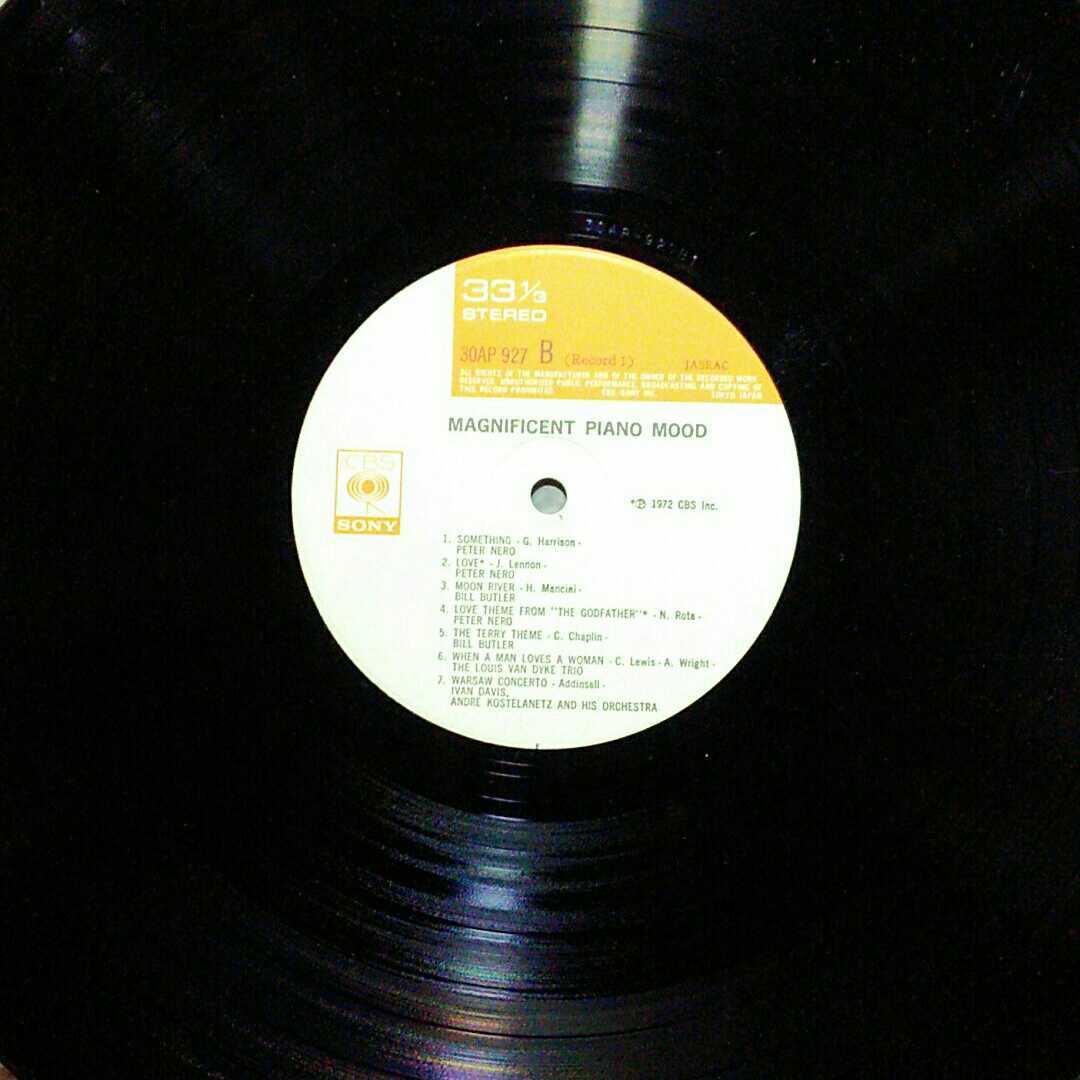 30AP-927B1
33⅓
STEREO
30AP 927 B (Record 1) JASRAC
ALL RIGHTS OF THE MANUFACTURER AND OF THE OWNER OF THE RECORDED WORK
RESERVED. UNAUTHORIZED PUBLIC PERFORMANCE, BROADCASTING AND COPYING OF
THIS RECORD PROHIBITED. CBS/SONY INC. TOKYO JAPAN
MAGNIFICENT PIANO MOOD
CBS
SONY
*℗ 1972 CBS Inc.
1. SOMETHING - G. Harrison -
PETER NERO
2. LOVE* - J. Lennon -
PETER NERO
3. MOON RIVER - H. Mancini -
BILL BUTLER
4. LOVE THEME FROM "THE GODFATHER"* - N. Rota -
PETER NERO
5. THE TERRY THEME - C. Chaplin -
BILL BUTLER
6. WHEN A MAN LOVES A WOMAN - C. Lewis - A. Wright -
THE LOUIS VAN DYKE TRIO
7. WARSAW CONCERTO - Addinsell -
IVAN DAVIS,
ANDRE KOSTELANETZ AND HIS ORCHESTRA